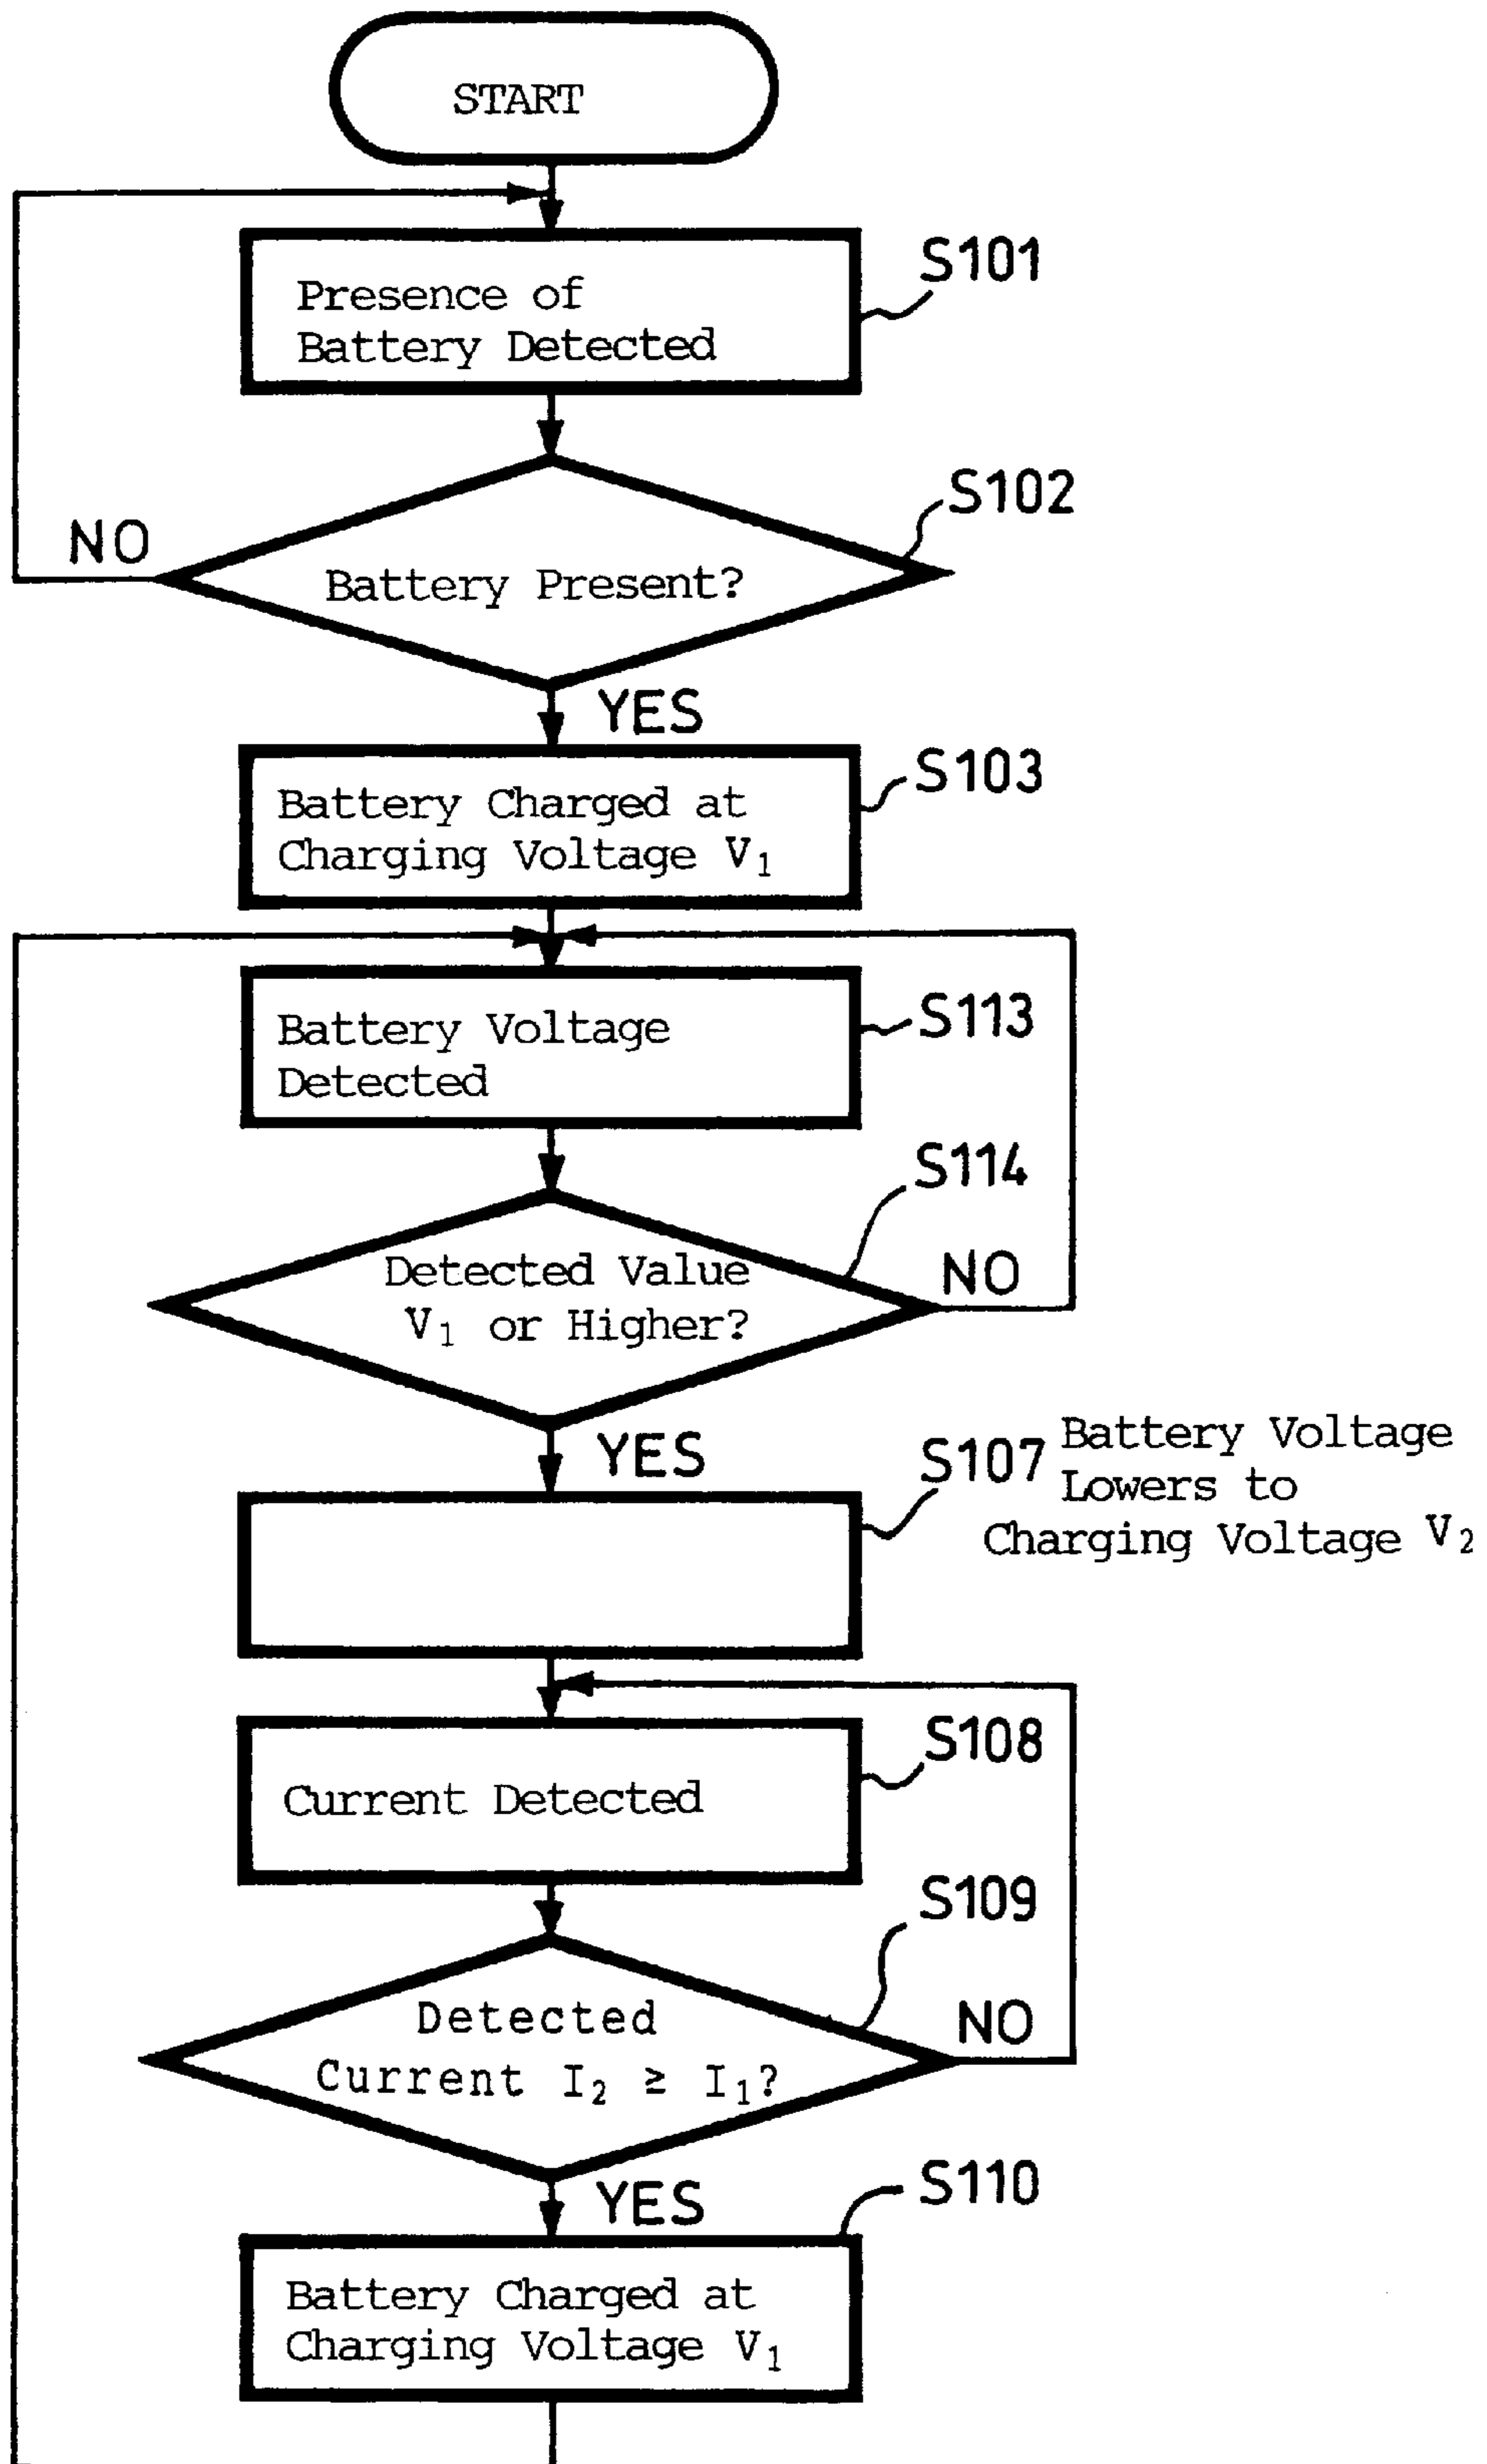 START
Presence of
Battery Detected
S101
Battery Present?
S102
NO
YES
Battery Charged at
Charging Voltage V₁
S103
Battery Voltage
Detected
S113
Detected Value
V₁ or Higher?
S114
NO
YES
S107
Battery Voltage
Lowers to
Charging Voltage V₂
Current Detected
S108
Detected
Current I₂ ≥ I₁?
S109
NO
YES
Battery Charged at
Charging Voltage V₁
S110